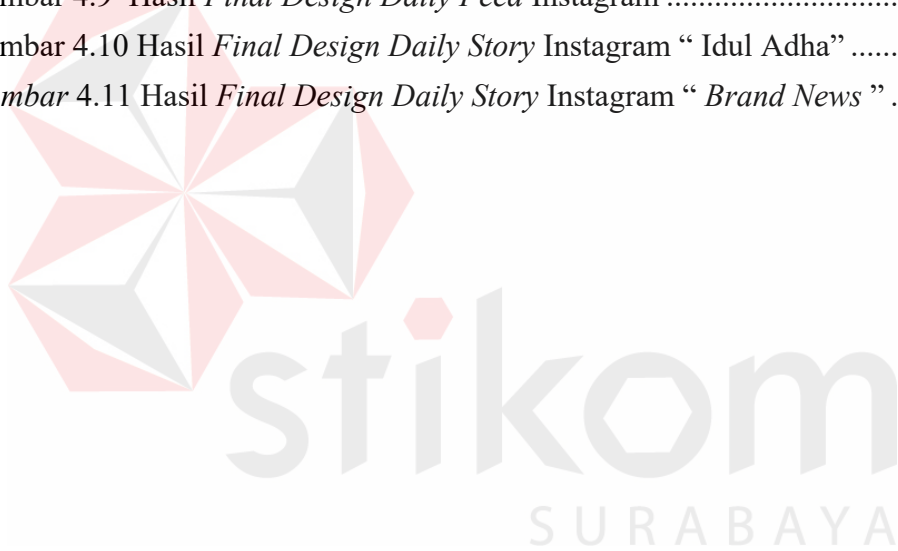 mbar 4.9 Hasil Final Design Daily Feed Instagram ..............................
mbar 4.10 Hasil Final Design Daily Story Instagram “ Idul Adha” ......
mbar 4.11 Hasil Final Design Daily Story Instagram “ Brand News ” .
stikom
SURABAYA